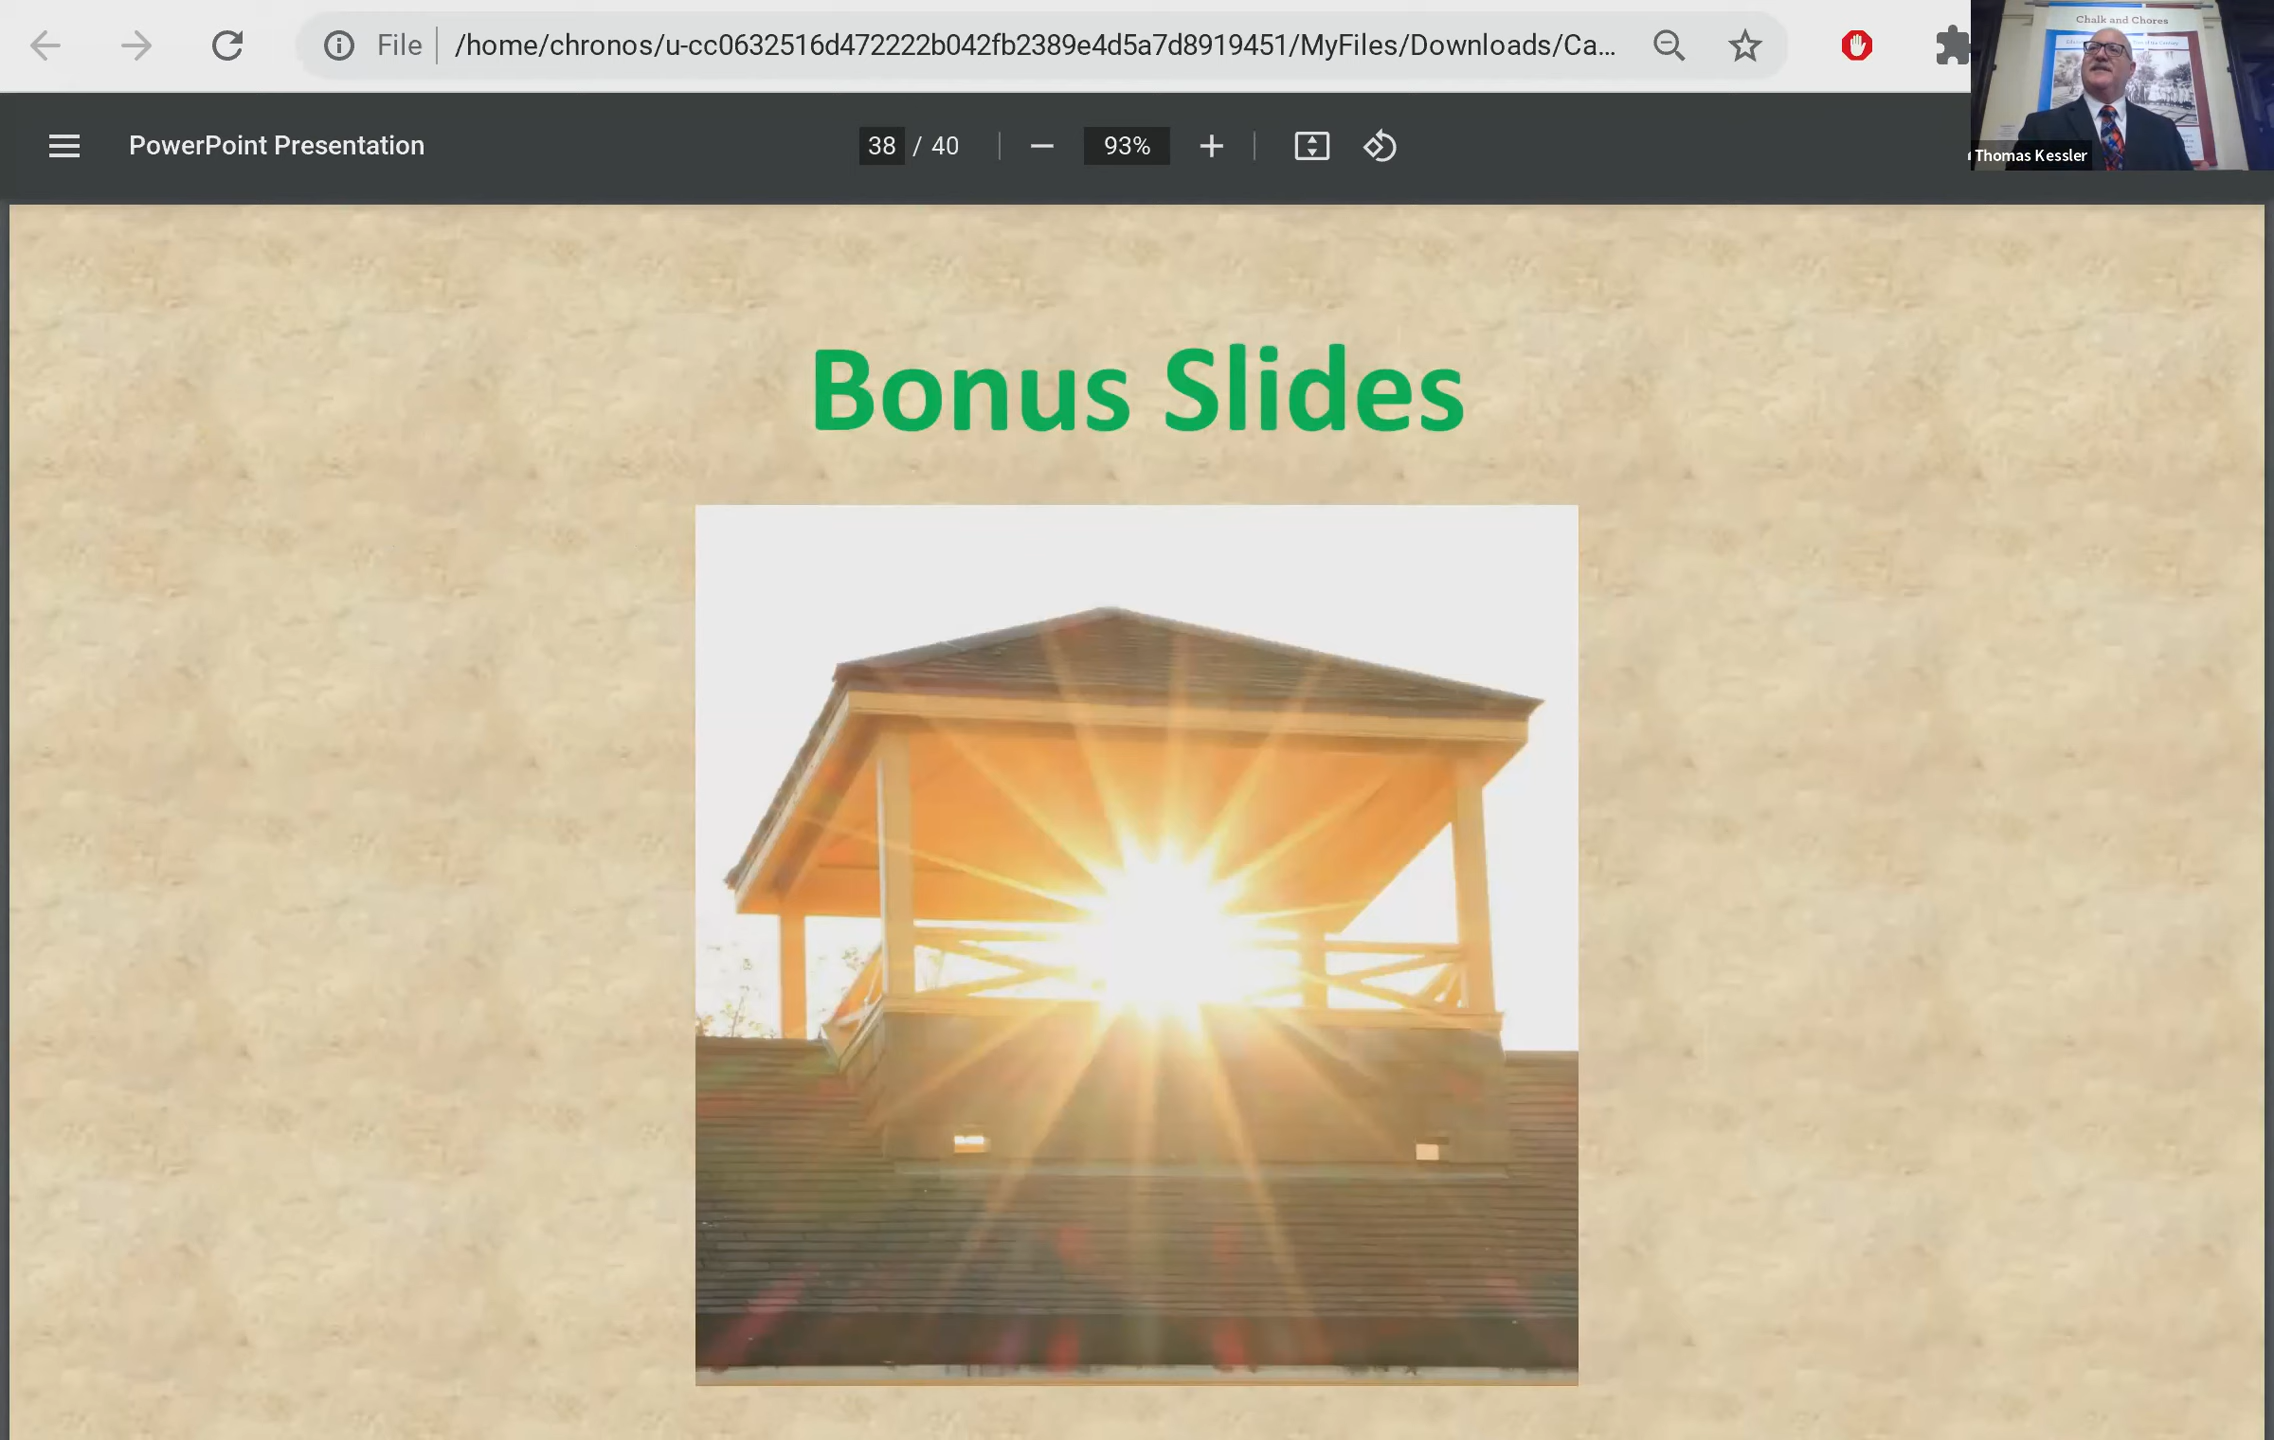 File
/home/chronos/u-cc0632516d472222b042fb2389e4d5a7d8919451/MyFiles/Downloads/Ca...
Chalk and Chores
Thomas Kessler
PowerPoint Presentation
38 / 40
93%
Bonus Slides